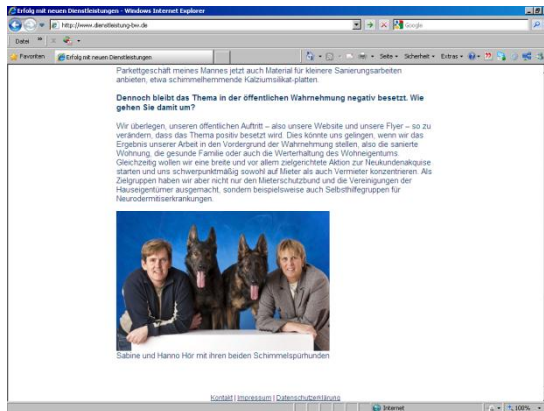 Erfolg mit neuen Dienstleistungen - Windows Internet Explorer
http://www.dienstleistung-bw.de
Google
Datei
Favoriten
Erfolg mit neuen Dienstleistungen
Seite
Sicherheit
Extras
Parkettgeschäft meines Mannes jetzt auch Material für kleinere Sanierungsarbeiten
anbieten, etwa schimmelhemmende Kalziumsilikat-platten.
Dennoch bleibt das Thema in der öffentlichen Wahrnehmung negativ besetzt. Wie
gehen Sie damit um?
Wir überlegen, unseren öffentlichen Auftritt – also unsere Website und unsere Flyer – so zu
verändern, dass das Thema positiv besetzt wird. Dies könnte uns gelingen, wenn wir das
Ergebnis unserer Arbeit in den Vordergrund der Wahrnehmung stellen, also die sanierte
Wohnung, die gesunde Familie oder auch die Werterhaltung des Wohneigentums.
Gleichzeitig wollen wir eine breite und vor allem zielgerichtete Aktion zur Neukundenakquise
starten und uns schwerpunktmäßig sowohl auf Mieter als auch Vermieter konzentrieren. Als
Zielgruppen haben wir aber nicht nur den Mieterschutzbund und die Vereinigungen der
Hauseigentümer ausgemacht, sondern beispielsweise auch Selbsthilfegruppen für
Neurodermitiserkrankungen.
Sabine und Hanno Hör mit ihren beiden Schimmelspürhunden
Kontakt | Impressum | Datenschutzerklärung
Internet
100%